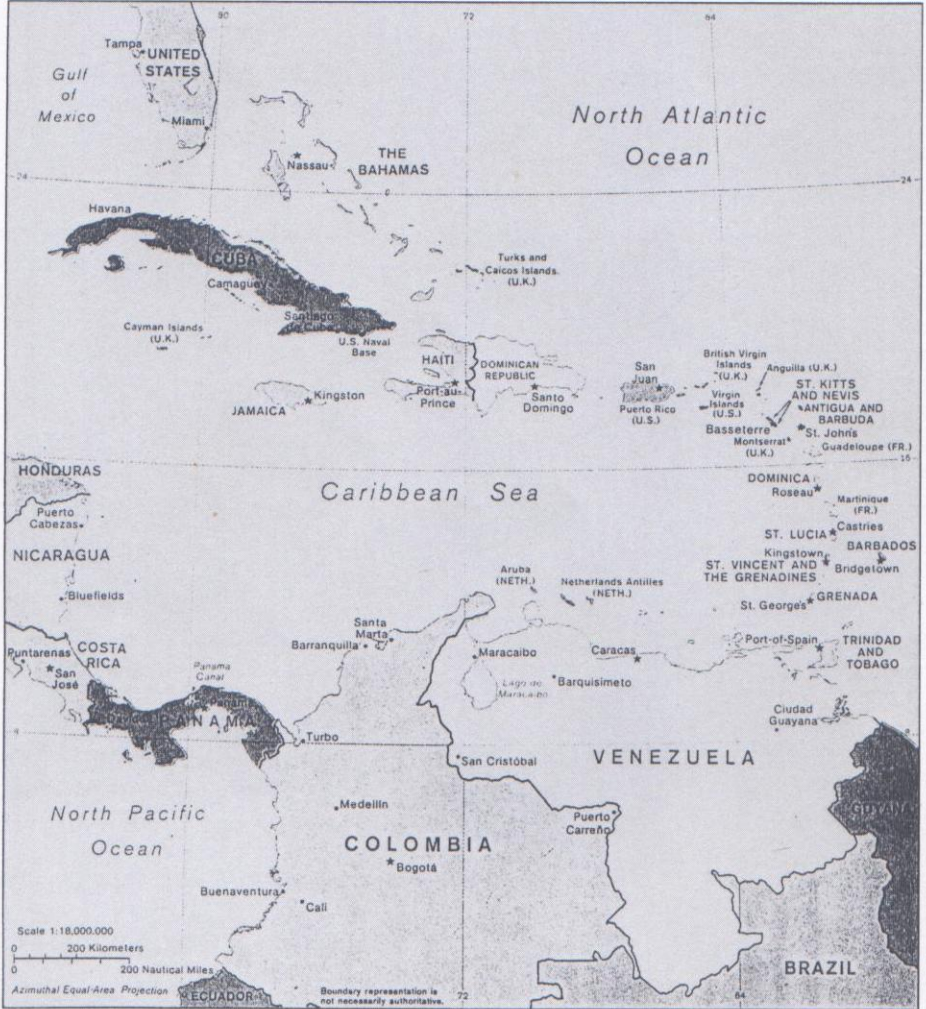 80
72
64
Tampa
UNITED
STATES
Gulf
of
Mexico
Miami
North Atlantic
Ocean
Nassau
THE
BAHAMAS
24
24
Havana
CUBA
Camagüey
Turks and
Caicos Islands.
(U.K.)
Santiago
de Cuba
U.S. Naval
Base
Cayman Islands
(U.K.)
HAITI
DOMINICAN
REPUBLIC
San
Juan
British Virgin
Islands
(U.K.)
Anguilla (U.K.)
ST. KITTS
AND NEVIS
JAMAICA
Kingston
Port-au-
Prince
Santo
Domingo
Puerto Rico
(U.S.)
Virgin
Islands
(U.S.)
ANTIGUA AND
BARBUDA
Basseterre
St. John's
Montserrat
(U.K.)
Guadeloupe (FR.)
16
HONDURAS
Caribbean Sea
DOMINICA
Roseau
Puerto
Cabezas
Martinique
(FR.)
NICARAGUA
ST. LUCIA
Castries
BARBADOS
Kingstown
Bridgetown
ST. VINCENT AND
THE GRENADINES
Aruba
(NETH.)
Netherlands Antilles
(NETH.)
Bluefields
St. George's
GRENADA
Santa
Marta
Barranquilla
Puntarenas
COSTA
RICA
San
José
Maracaibo
Caracas
Port-of-Spain
TRINIDAD
AND
TOBAGO
Panama
Canal
Lago de
Maracaibo
Barquisimeto
David
Panama
PANAMA
Ciudad
Guayana
Turbo
San Cristóbal
VENEZUELA
North Pacific
Ocean
Medellín
Puerto
Carreño
GUYANA
COLOMBIA
Bogotá
Buenaventura
Cali
Scale 1:18,000,000
0 200 Kilometers
0 200 Nautical Miles
BRAZIL
Azimuthal Equal-Area Projection
ECUADOR
Boundary representation is
not necessarily authoritative.
72
64